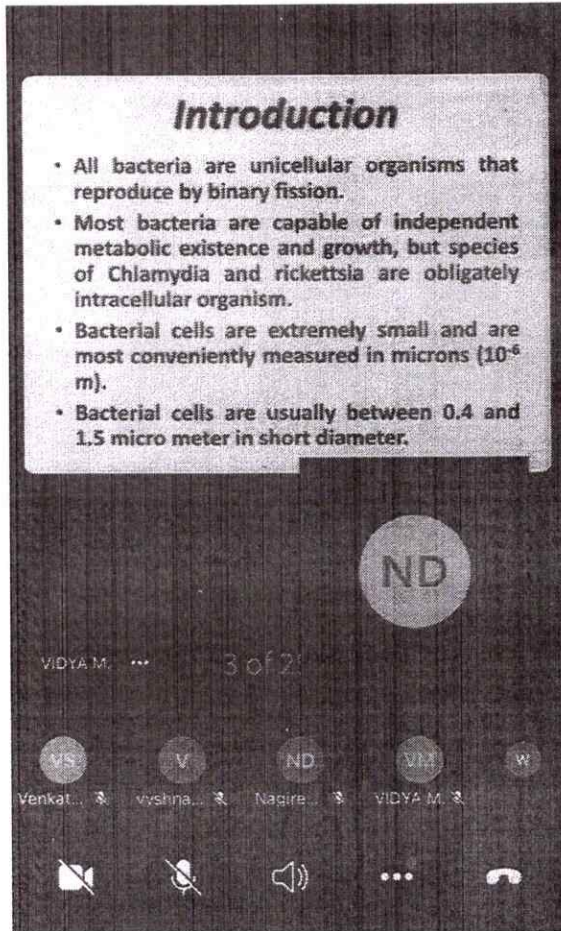 Introduction
• All bacteria are unicellular organisms that
reproduce by binary fission.
• Most bacteria are capable of independent
metabolic existence and growth, but species
of Chlamydia and rickettsia are obligately
intracellular organism.
• Bacterial cells are extremely small and are
most conveniently measured in microns (10⁻⁶
m).
• Bacterial cells are usually between 0.4 and
1.5 micro meter in short diameter.
ND
VIDYA M. ••• 3 of 2
VS V ND VM W
Venkat... vyshna... Nagire... VIDYA M.